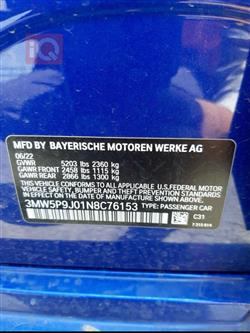 IQ
MFD BY BAYERISCHE MOTOREN WERKE AG
06/22
GVWR 5203 lbs 2360 kg
GAWR FRONT 2458 lbs 1115 kg
GAWR REAR 2866 lbs 1300 kg
THIS VEHICLE CONFORMS TO ALL APPLICABLE U.S. FEDERAL MOTOR
VEHICLE SAFETY, BUMPER, AND THEFT PREVENTION STANDARDS IN
EFFECT ON THE DATE OF MANUFACTURE SHOWN ABOVE.
3MW5P9J01N8C76153 TYPE: PASSENGER CAR
C31